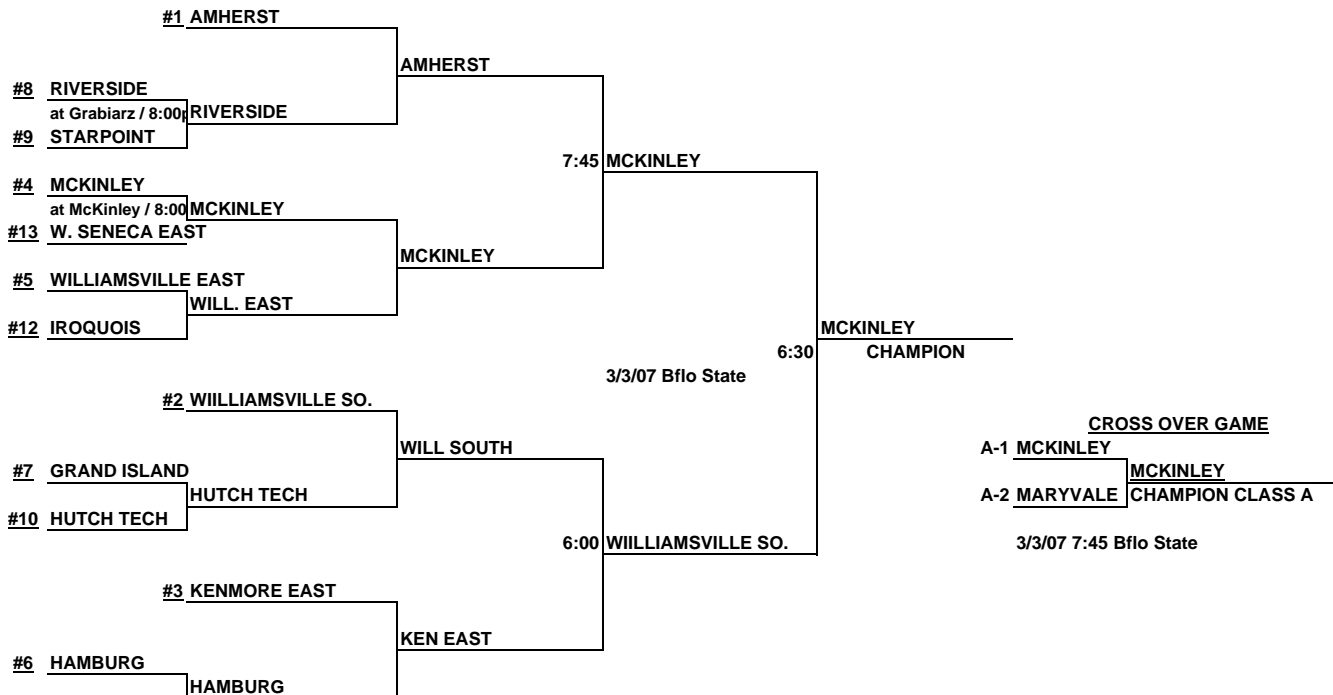 #1 AMHERST
AMHERST
#8 RIVERSIDE
at Grabiarz / 8:00p RIVERSIDE
#9 STARPOINT
7:45 MCKINLEY
#4 MCKINLEY
at McKinley / 8:00 MCKINLEY
#13 W. SENECA EAST
MCKINLEY
#5 WILLIAMSVILLE EAST
WILL. EAST
#12 IROQUOIS
MCKINLEY
6:30 CHAMPION
3/3/07 Bflo State
#2 WIILLIAMSVILLE SO.
CROSS OVER GAME
WILL SOUTH
A-1 MCKINLEY
#7 GRAND ISLAND
MCKINLEY
HUTCH TECH
A-2 MARYVALE CHAMPION CLASS A
#10 HUTCH TECH
6:00 WIILLIAMSVILLE SO.
3/3/07 7:45 Bflo State
#3 KENMORE EAST
KEN EAST
#6 HAMBURG
HAMBURG